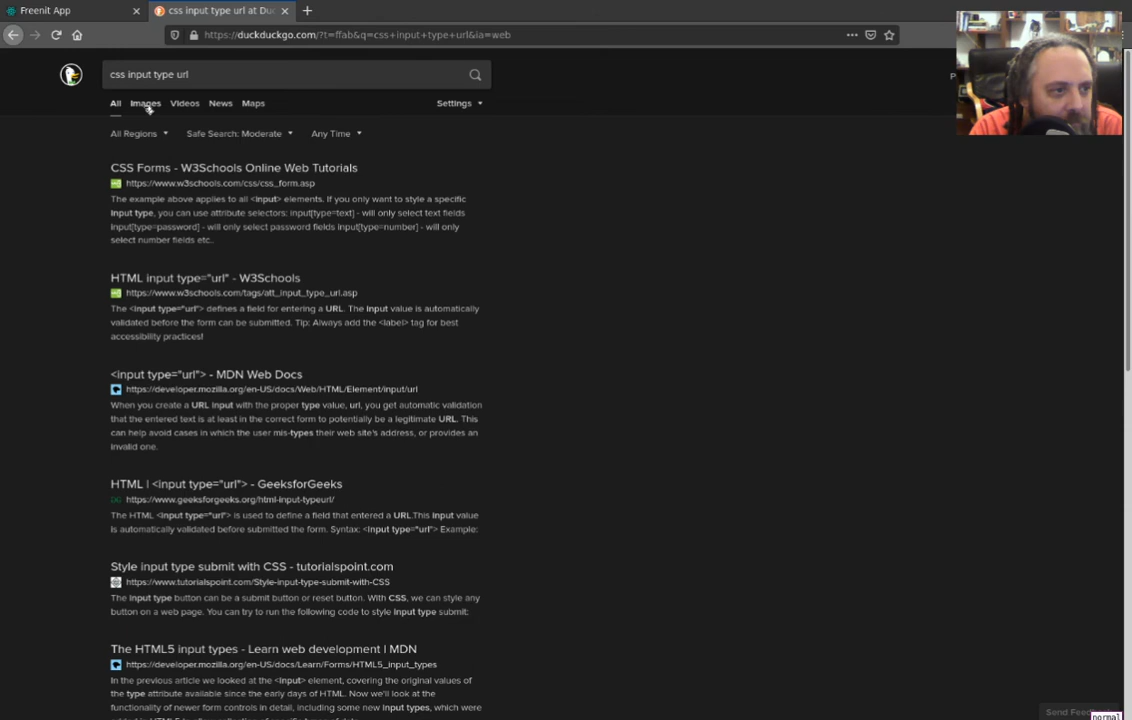 Freenit App
css input type url at Du
https://duckduckgo.com/?t=ffab&q=css+input+type+url&ia=web
css input type url
All Images Videos News Maps Settings
All Regions Safe Search: Moderate Any Time
CSS Forms - W3Schools Online Web Tutorials
https://www.w3schools.com/css/css_form.asp
The example above applies to all <input> elements. If you only want to style a specific
input type, you can use attribute selectors: input[type=text] - will only select text fields
input[type=password] - will only select password fields input[type=number] - will only
select number fields etc..
HTML input type="url" - W3Schools
https://www.w3schools.com/tags/att_input_type_url.asp
The <input type="url"> defines a field for entering a URL. The input value is automatically
validated before the form can be submitted. Tip: Always add the <label> tag for best
accessibility practices!
<input type="url"> - MDN Web Docs
https://developer.mozilla.org/en-US/docs/Web/HTML/Element/input/url
When you create a URL input with the proper type value, url, you get automatic validation
that the entered text is at least in the correct form to potentially be a legitimate URL. This
can help avoid cases in which the user mis-types their web site's address, or provides an
invalid one.
HTML | <input type="url"> - GeeksforGeeks
https://www.geeksforgeeks.org/html-input-typeurl/
The HTML <input type="url"> is used to define a field that entered a URL.This input value
is automatically validated before submitted the form. Syntax: <input type="url"> Example:
Style input type submit with CSS - tutorialspoint.com
https://www.tutorialspoint.com/Style-input-type-submit-with-CSS
The input type button can be a submit button or reset button. With CSS, we can style any
button on a web page. You can try to run the following code to style input type submit:
The HTML5 input types - Learn web development | MDN
https://developer.mozilla.org/en-US/docs/Learn/Forms/HTML5_input_types
In the previous article we looked at the <input> element, covering the original values of
the type attribute available since the early days of HTML. Now we'll look at the
functionality of newer form controls in detail, including some new input types, which were
Send Feed
normal